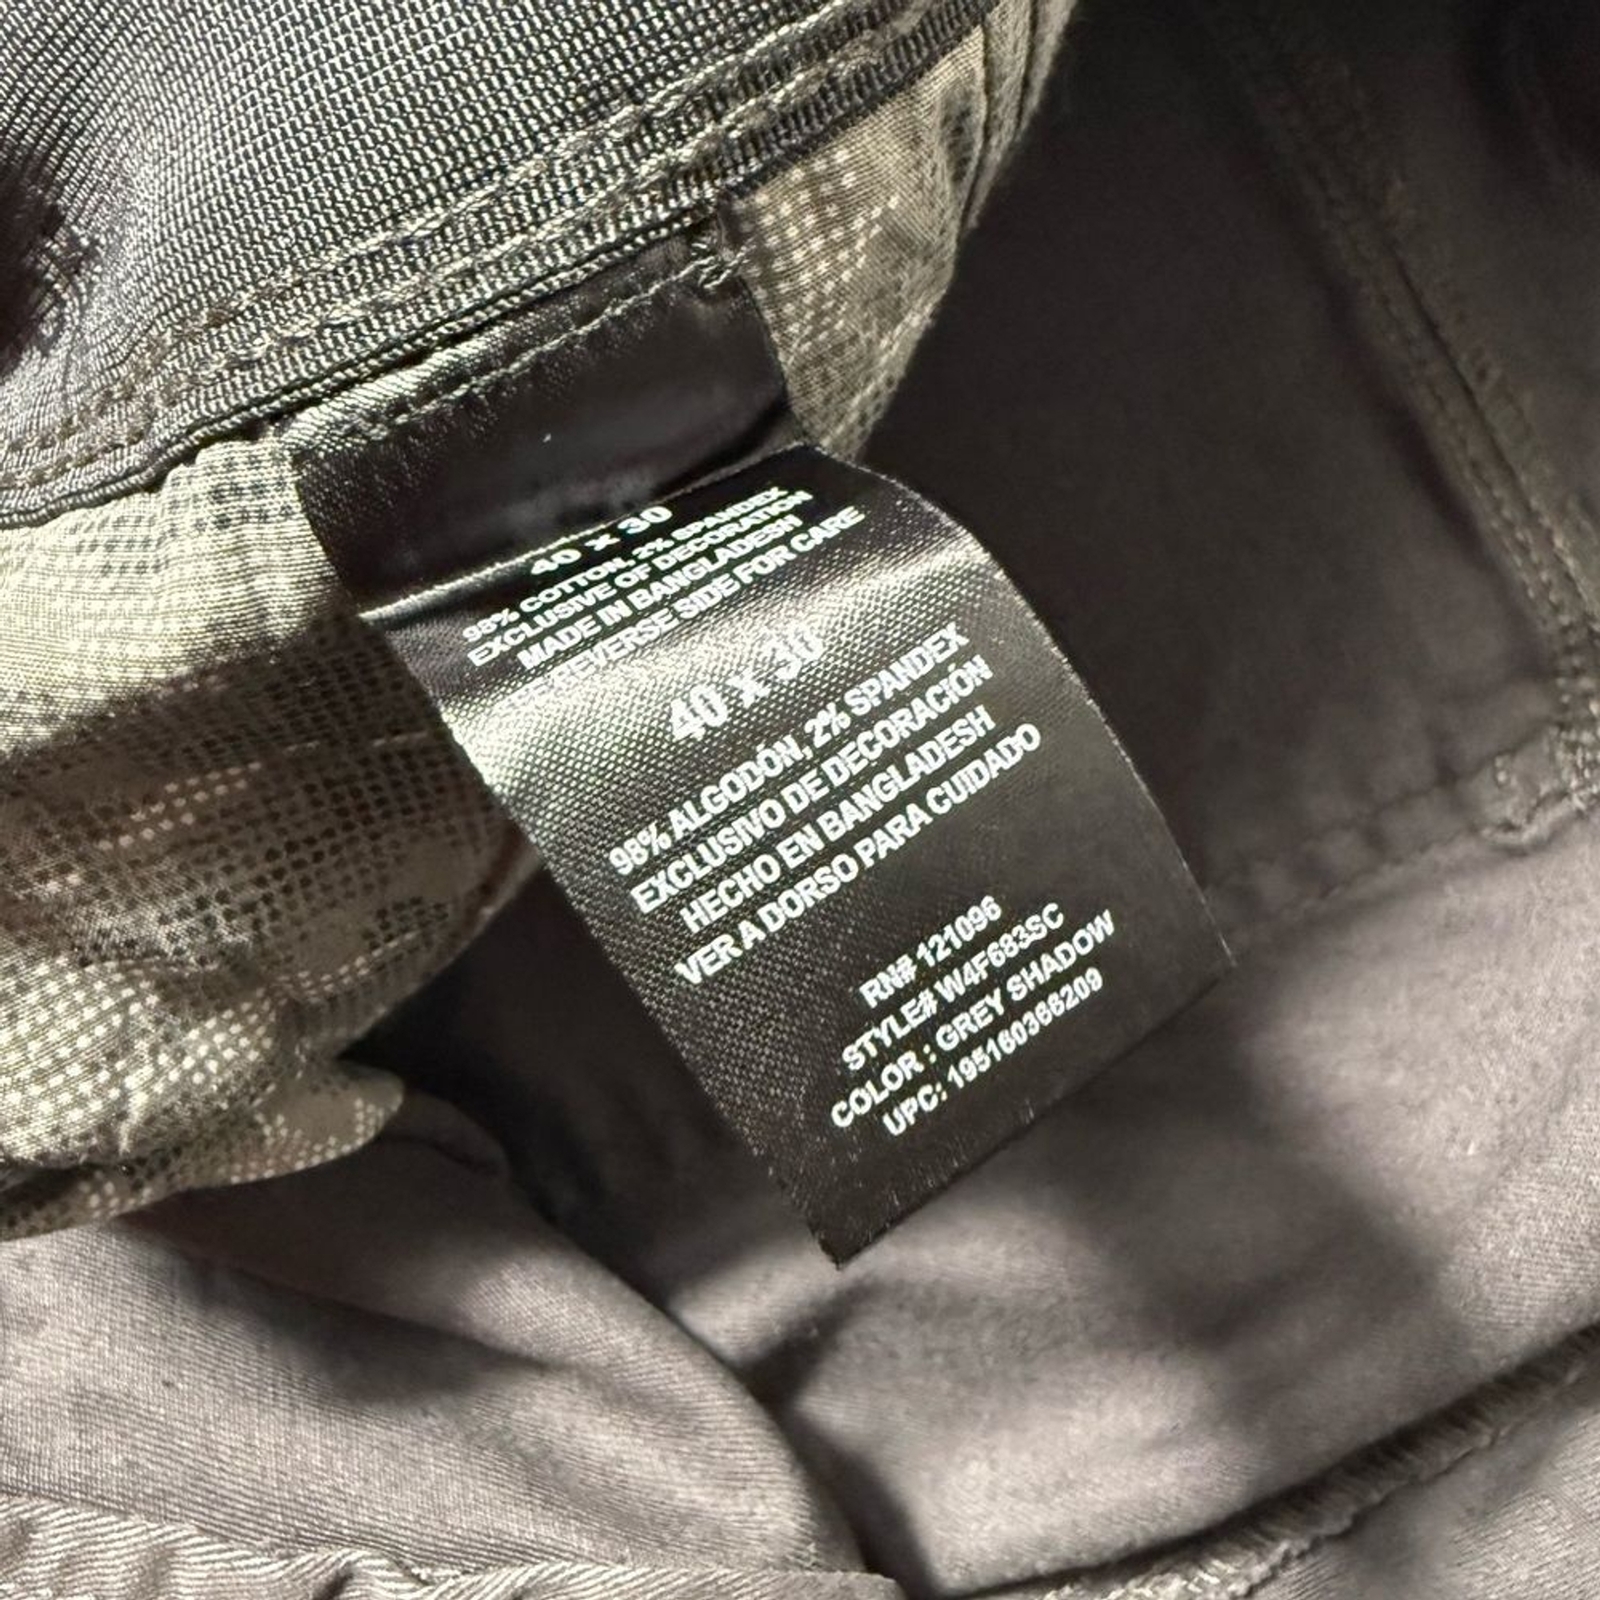 40 x 30
98% COTTON, 2% SPANDEX
EXCLUSIVE OF DECORATION
MADE IN BANGLADESH
SEE REVERSE SIDE FOR CARE
40 x 30
98% ALGODÓN, 2% SPANDEX
EXCLUSIVO DE DECORACIÓN
HECHO EN BANGLADESH
VER A DORSO PARA CUIDADO
RN# 121096
STYLE# W4F683SC
COLOR : GREY SHADOW
UPC: 195160366209